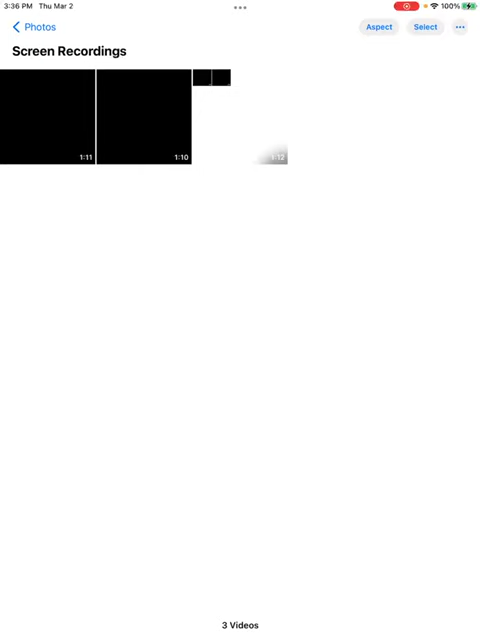 3:36 PM Thu Mar 2
100%
Photos
Aspect
Select
Screen Recordings
1:11
1:10
1:12
3 Videos